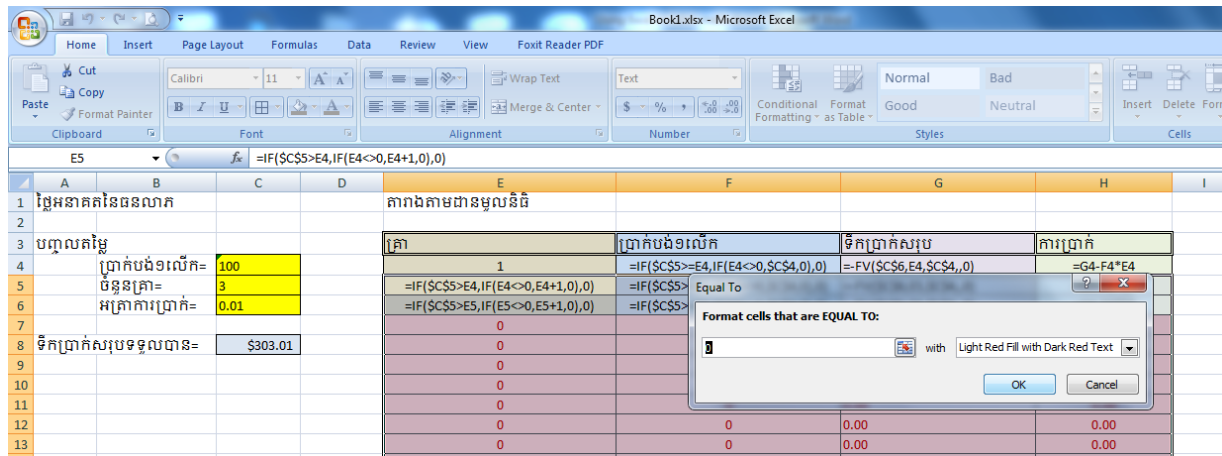 Book1.xlsx - Microsoft Excel
Home Insert Page Layout Formulas Data Review View Foxit Reader PDF
Cut
Copy
Format Painter
Paste
Calibri 11
B I U
Wrap Text
Merge & Center
Text
$ % ,
Conditional Formatting
Format as Table
Normal Bad
Good Neutral
Insert Delete For
Clipboard Font Alignment Number Styles Cells
E5 fx =IF($C$5>E4,IF(E4<>0,E4+1,0),0)
A B C D E F G H I
1 ថ្លៃអនាគតនៃធនលាភ តារាងតាមដានមូលនិធិ
2
3 បញ្ចូលតម្លៃ គ្រា ប្រាក់បង់១លើក ទឹកប្រាក់សរុប ការប្រាក់
4 ប្រាក់បង់១លើក= 100 1 =IF($C$5>=E4,IF(E4<>0,$C$4,0),0) =-FV($C$6,E4,$C$4,,0) =G4-F4*E4
5 ចំនួនគ្រា= 3 =IF($C$5>E4,IF(E4<>0,E4+1,0),0) =IF($C$5>
6 អត្រាការប្រាក់= 0.01 =IF($C$5>E5,IF(E5<>0,E5+1,0),0) =IF($C$5>
7 0
8 ទឹកប្រាក់សរុបទទួលបាន= $303.01 0
9 0
10 0
11 0
12 0 0 0.00 0.00
13 0 0 0.00 0.00
Equal To
Format cells that are EQUAL TO:
0 with Light Red Fill with Dark Red Text
OK Cancel